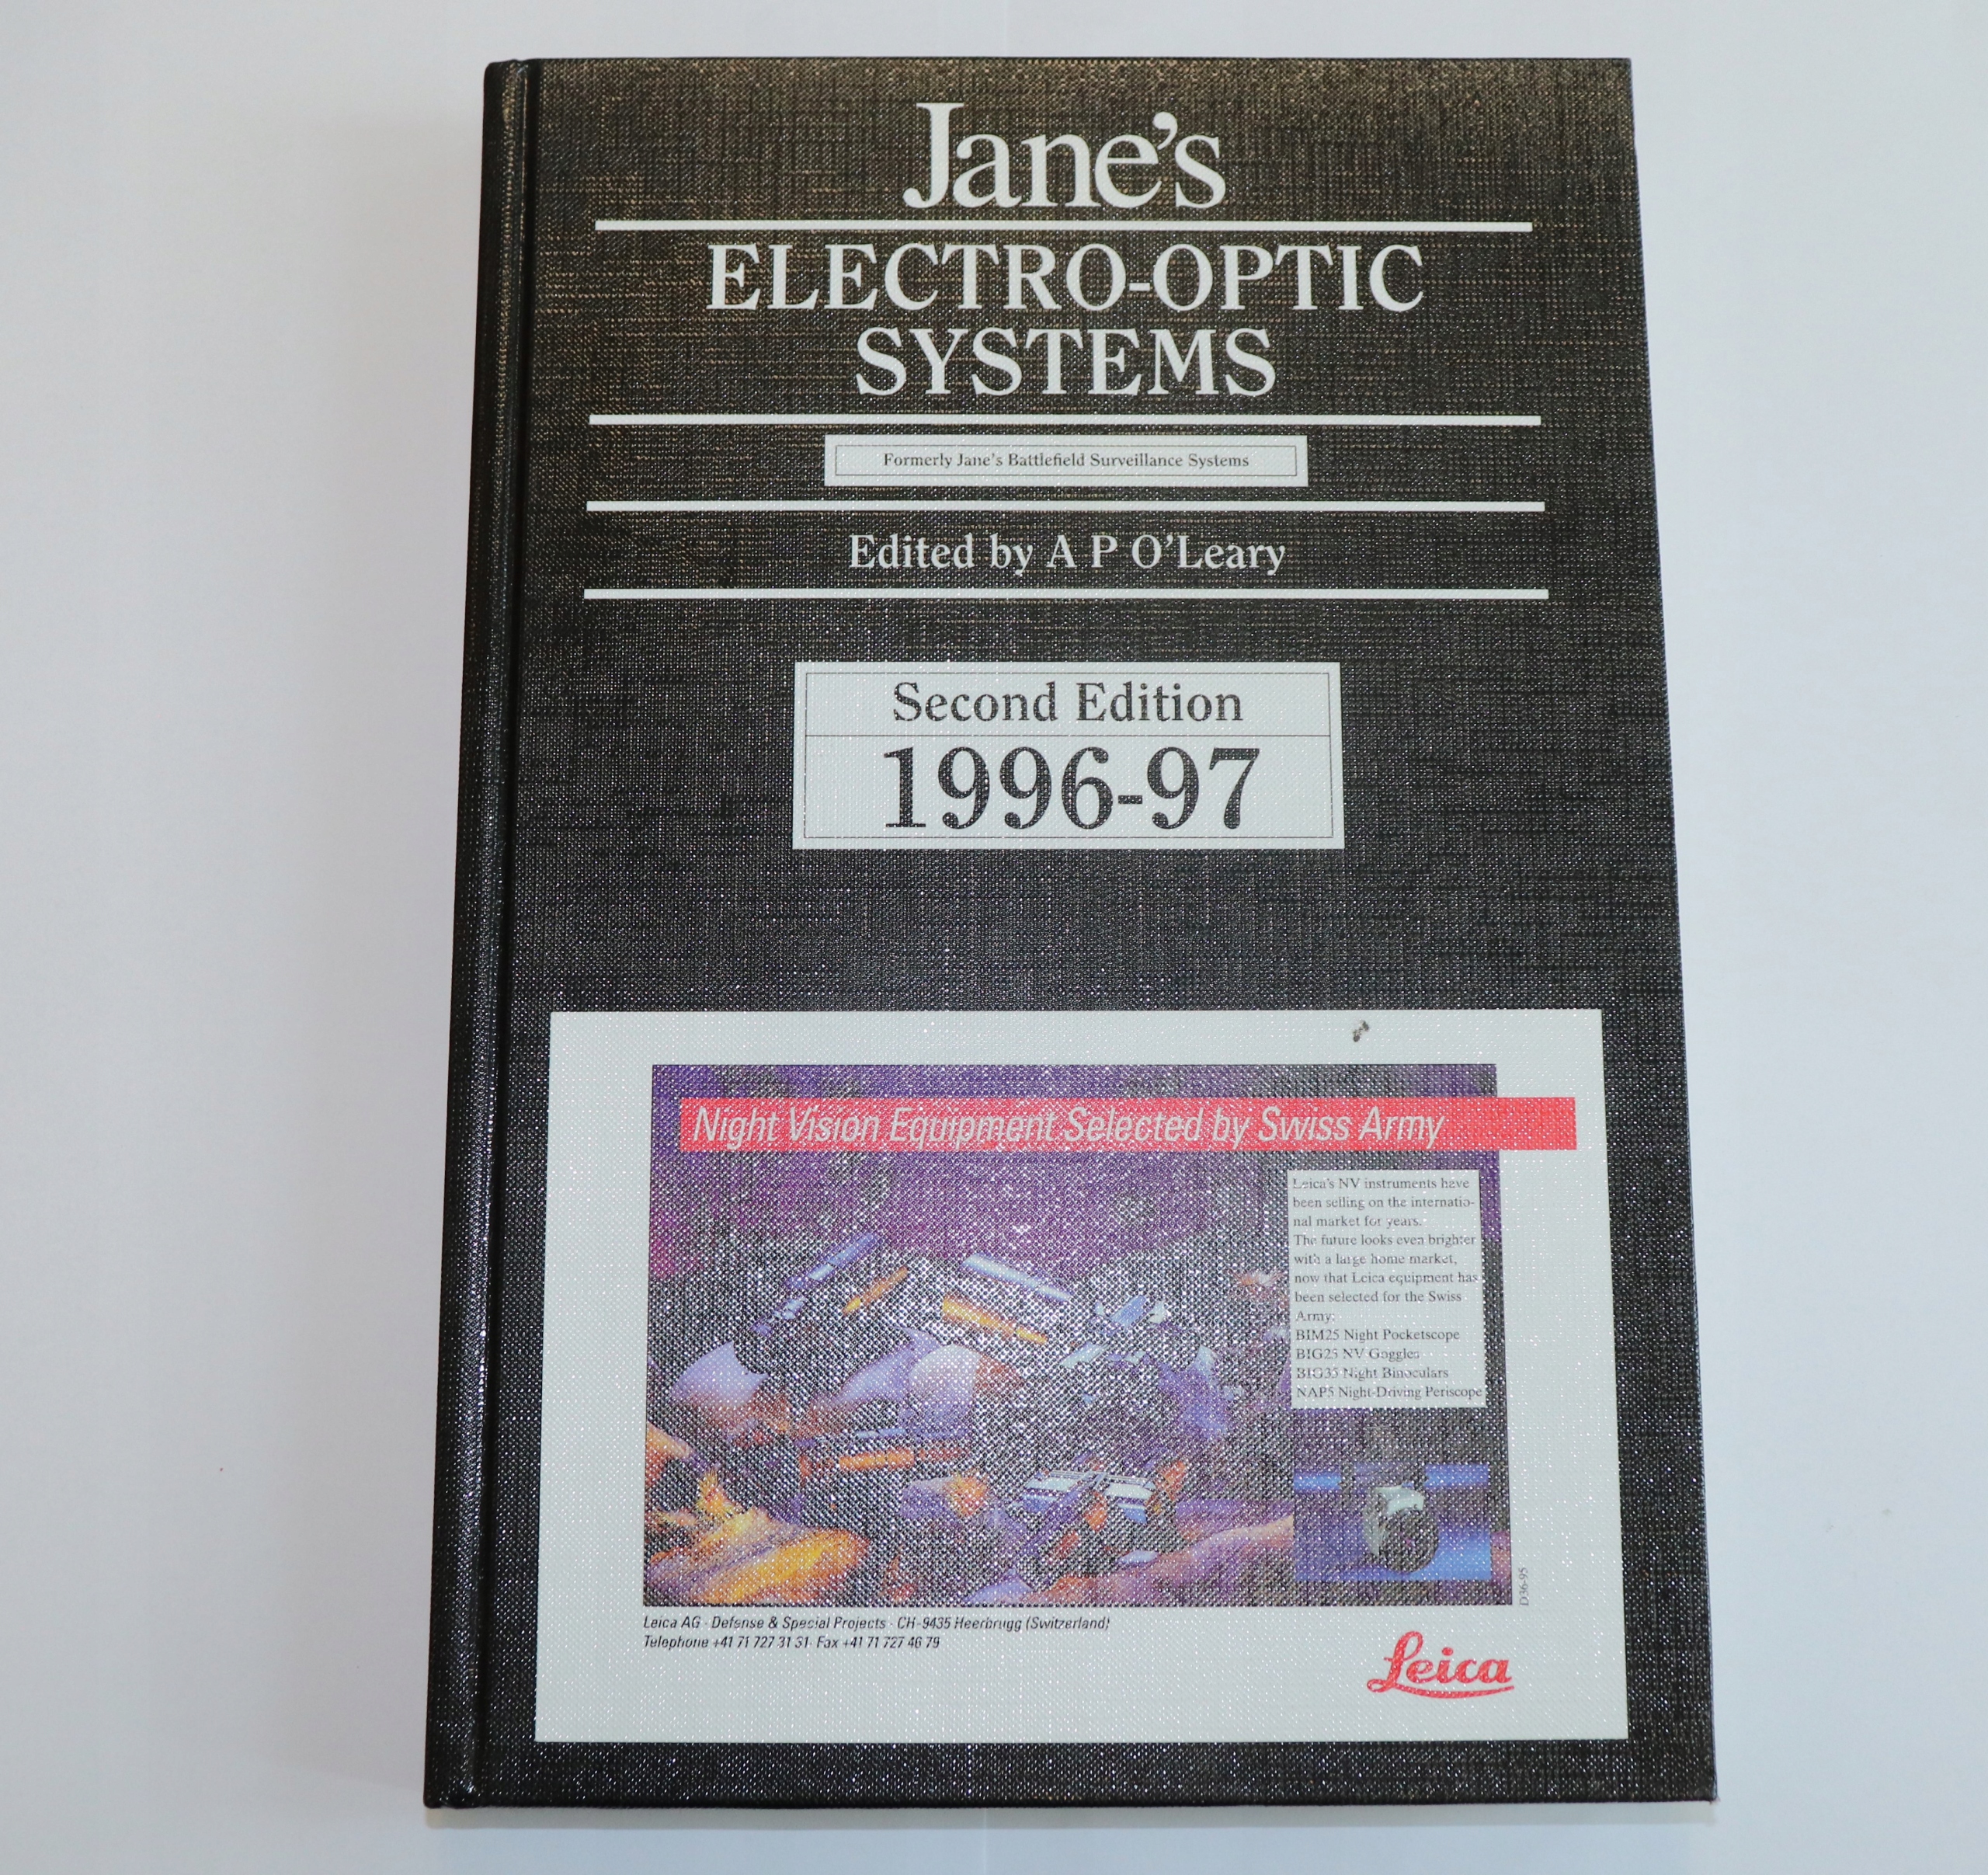 Jane's
ELECTRO-OPTIC
SYSTEMS
Formerly Jane's Battlefield Surveillance Systems
Edited by A P O'Leary
Second Edition
1996-97
Night Vision Equipment Selected by Swiss Army
Leica's NV instruments have
been selling on the internatio-
nal market for years.
The future looks even brighter
with a large home market,
now that Leica equipment has
been selected for the Swiss
Army:
BIM25 Night Pocketscope
BIG25 NV Goggles
BIG35 Night Binoculars
NAP5 Night-Driving Periscope
D36-95
Leica AG · Defense & Special Projects · CH-9435 Heerbrugg (Switzerland)
Telephone +41 71 727 31 31· Fax +41 71 727 46 79
Leica